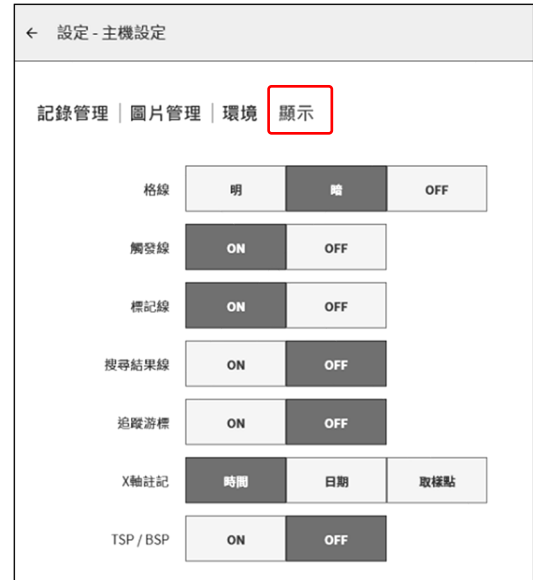 ← 設定 - 主機設定
記錄管理 | 圖片管理 | 環境 顯示
格線 明 暗 OFF
觸發線 ON OFF
標記線 ON OFF
搜尋結果線 ON OFF
追蹤游標 ON OFF
X軸註記 時間 日期 取樣點
TSP / BSP ON OFF